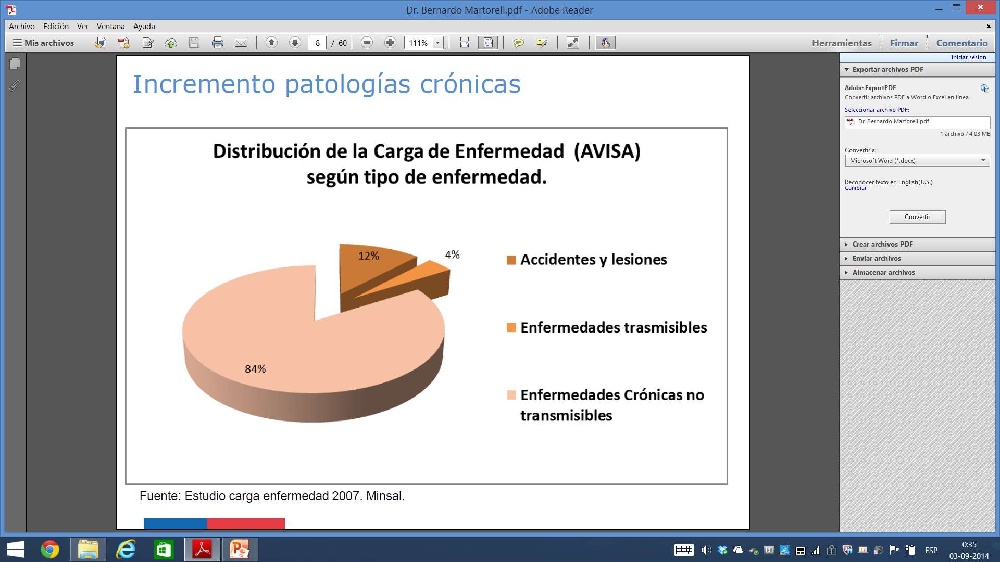 Dr. Bernardo Martorell.pdf - Adobe Reader
Archivo Edición Ver Ventana Ayuda
Mis archivos 8 / 60 111% Herramientas Firmar Comentario
Iniciar sesión
Exportar archivos PDF
Adobe ExportPDF
Convertir archivos PDF a Word o Excel en línea
Seleccionar archivo PDF:
Dr. Bernardo Martorell.pdf
1 archivo / 4.03 MB
Convertir a:
Microsoft Word (*.docx)
Reconocer texto en English(U.S.)
Cambiar
Convertir
Crear archivos PDF
Enviar archivos
Almacenar archivos
Incremento patologías crónicas
Distribución de la Carga de Enfermedad (AVISA)
según tipo de enfermedad.
12%
4%
84%
Accidentes y lesiones
Enfermedades trasmisibles
Enfermedades Crónicas no
transmisibles
Fuente: Estudio carga enfermedad 2007. Minsal.
ESP
0:35
03-09-2014